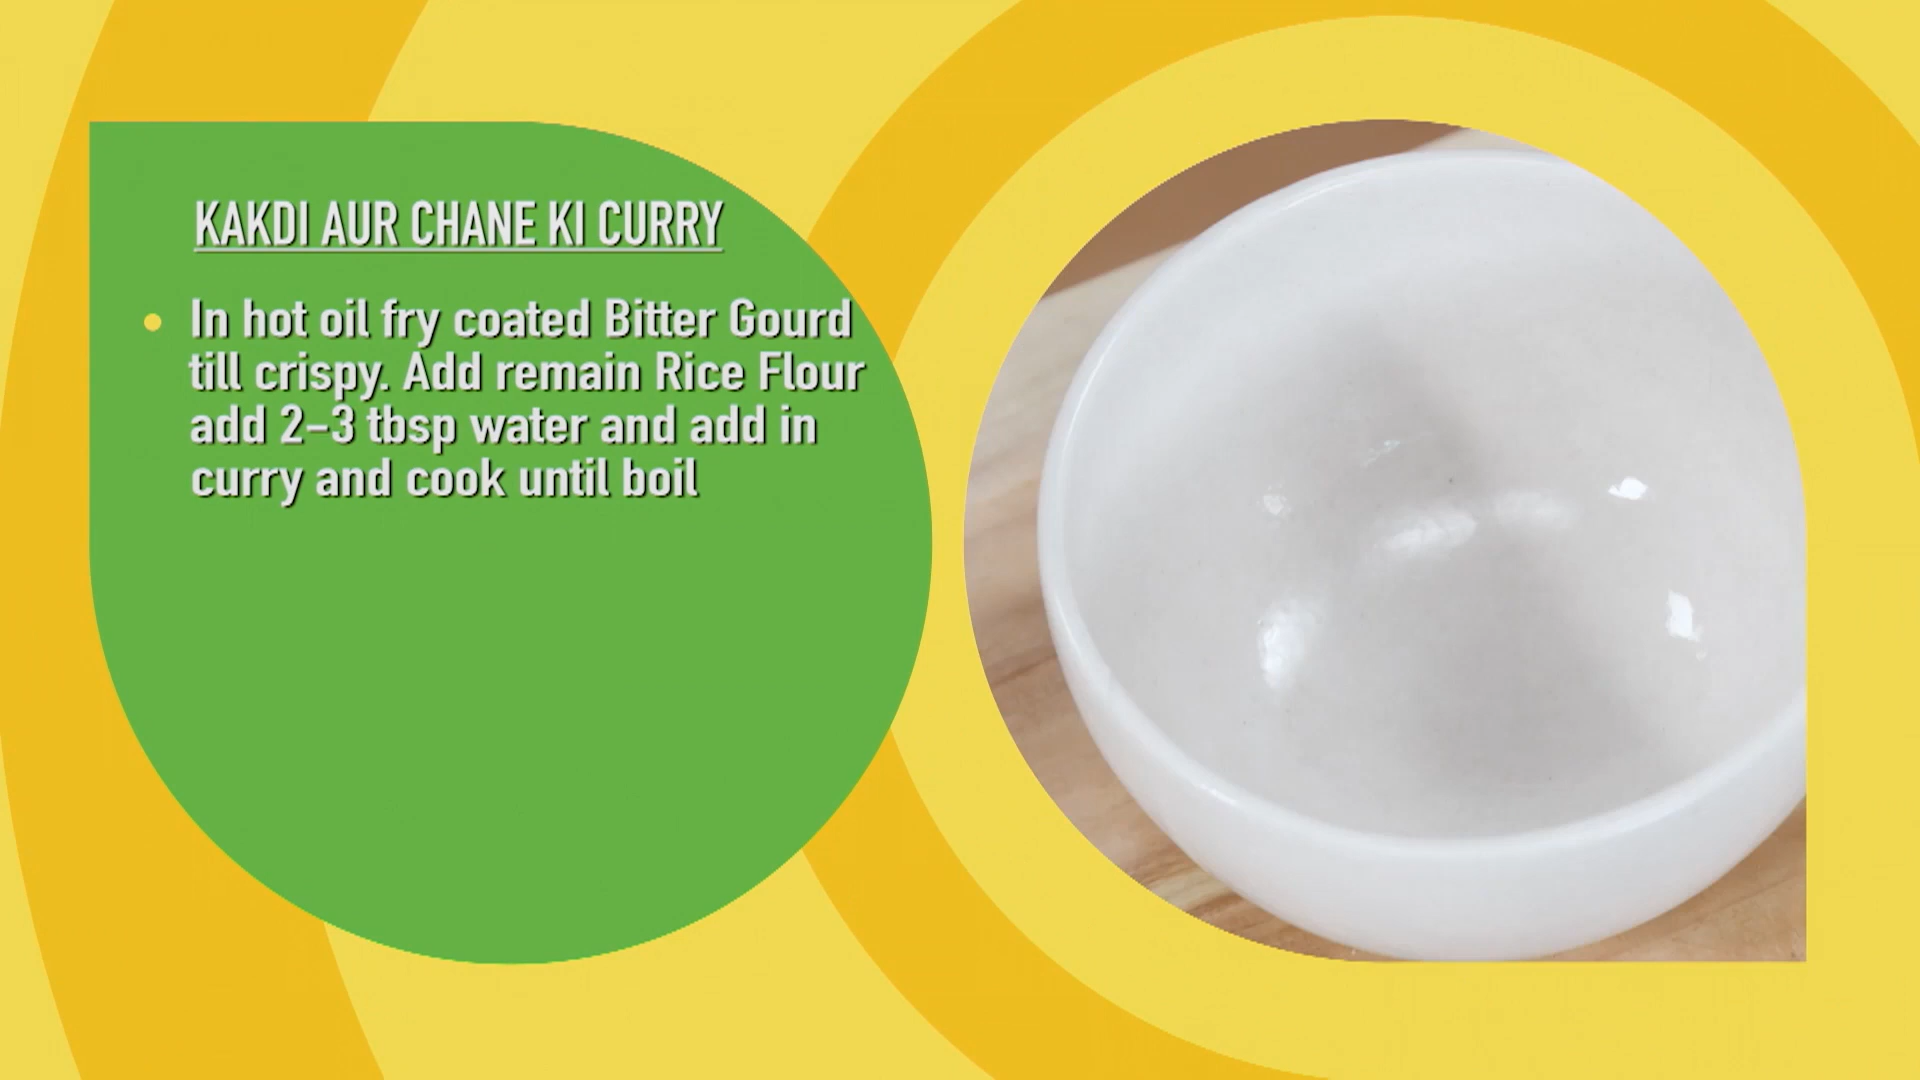 KAKDI AUR CHANE KI CURRY
In hot oil fry coated Bitter Gourd
till crispy. Add remain Rice Flour
add 2–3 tbsp water and add in
curry and cook until boil